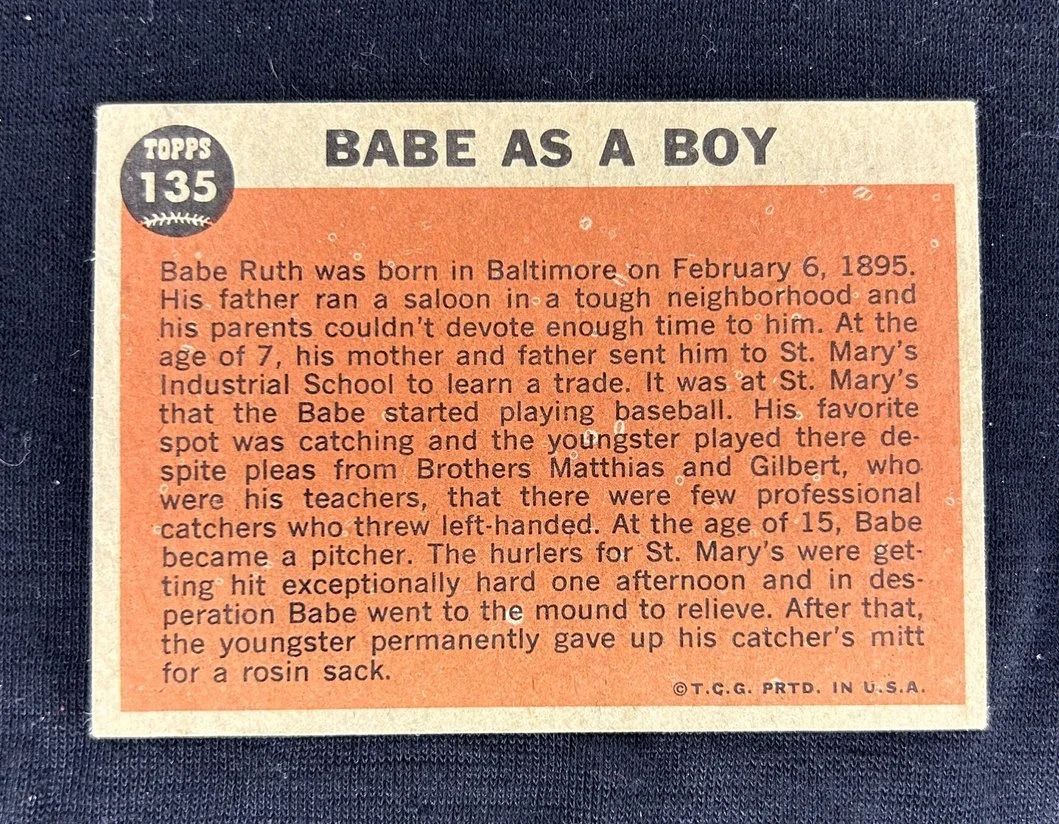 TOPPS
135
BABE AS A BOY
Babe Ruth was born in Baltimore on February 6, 1895.
His father ran a saloon in a tough neighborhood and
his parents couldn't devote enough time to him. At the
age of 7, his mother and father sent him to St. Mary's
Industrial School to learn a trade. It was at St. Mary's
that the Babe started playing baseball. His favorite
spot was catching and the youngster played there de-
spite pleas from Brothers Matthias and Gilbert, who
were his teachers, that there were few professional
catchers who threw left-handed. At the age of 15, Babe
became a pitcher. The hurlers for St. Mary's were get-
ting hit exceptionally hard one afternoon and in des-
peration Babe went to the mound to relieve. After that,
the youngster permanently gave up his catcher's mitt
for a rosin sack.
©T.C.G. PRTD. IN U.S.A.